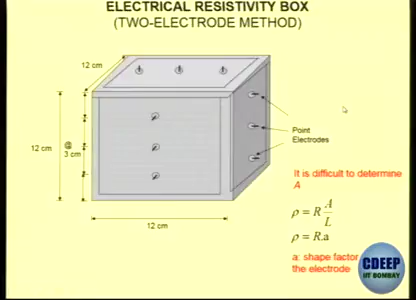 ELECTRICAL RESISTIVITY BOX
(TWO-ELECTRODE METHOD)
12 cm
12 cm
@
3 cm
Point
Electrodes
12 cm
It is difficult to determine
A
ρ = R A/L
ρ = R.a
a: shape factor
the electrode
CDEEP
IIT BOMBAY